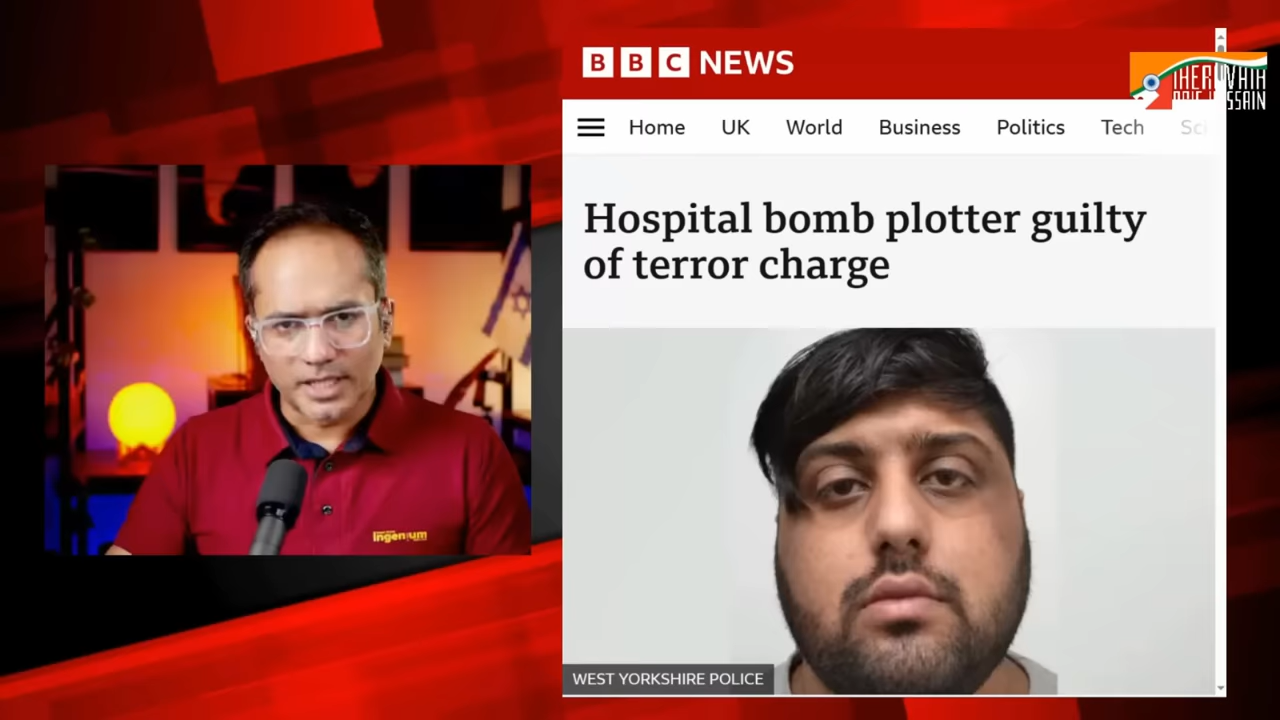 BBC NEWS
Home UK World Business Politics Tech
Hospital bomb plotter guilty
of terror charge
WEST YORKSHIRE POLICE
Ingenium